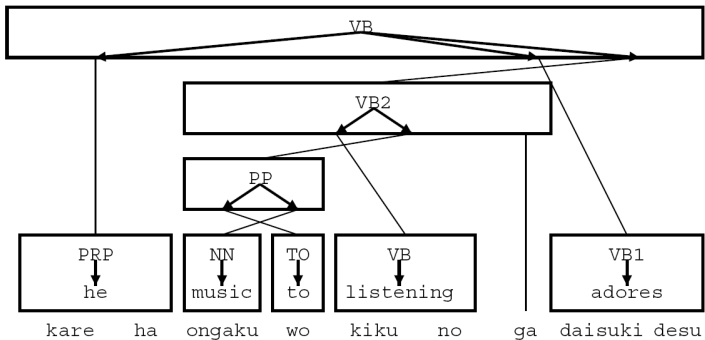 VB
VB2
PP
PRP NN TO VB VB1
he music to listening adores
kare ha ongaku wo kiku no ga daisuki desu